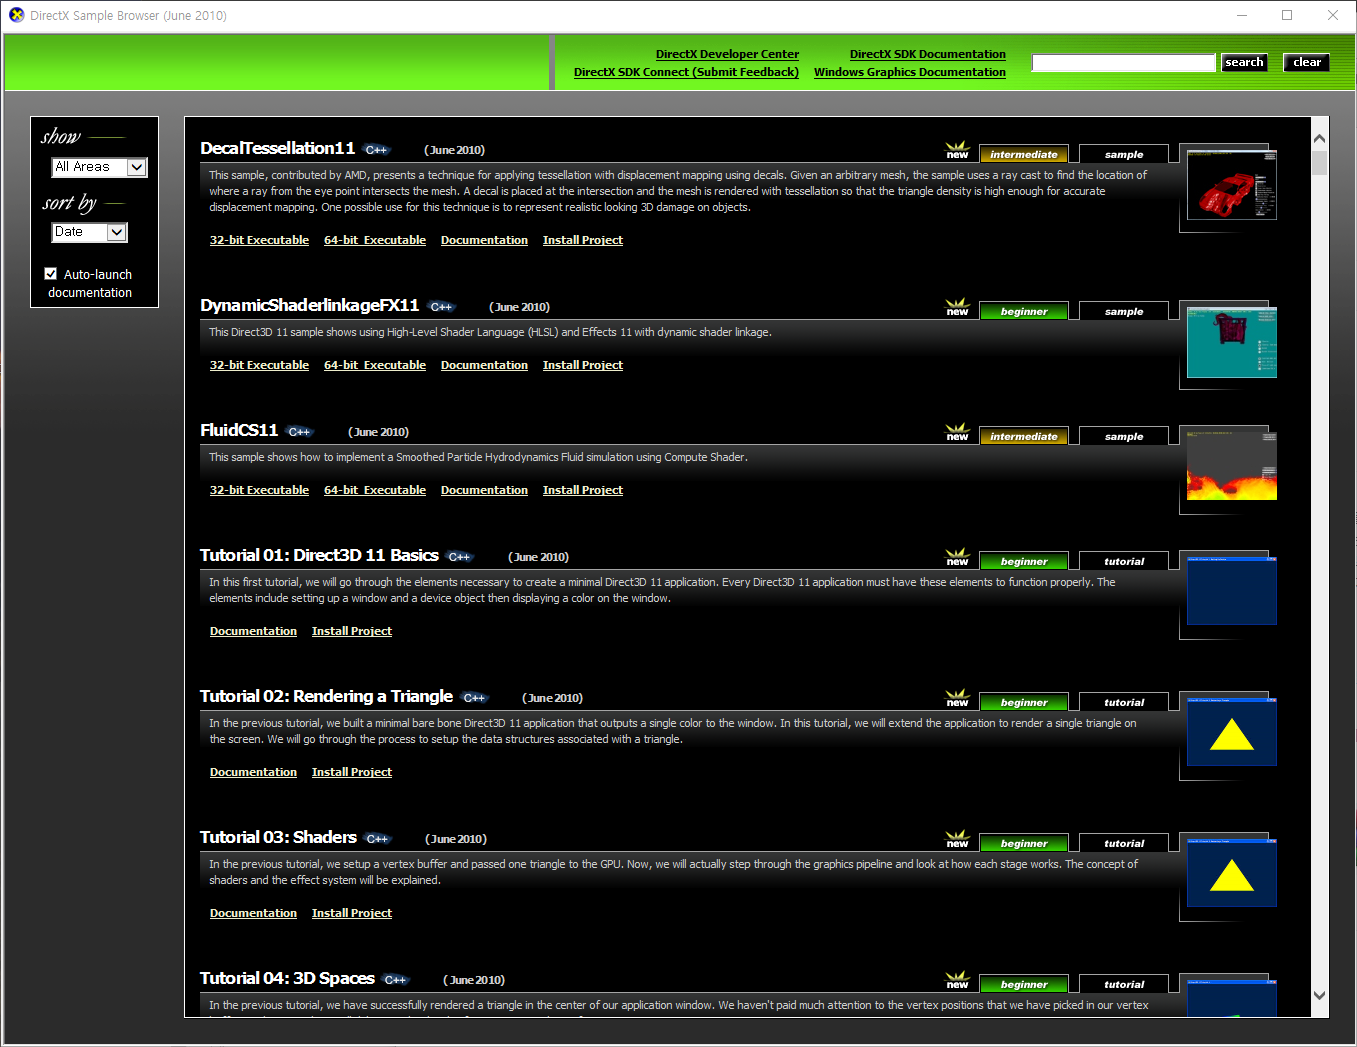 DirectX Sample Browser (June 2010)
DirectX Developer Center
DirectX SDK Documentation
DirectX SDK Connect (Submit Feedback)
Windows Graphics Documentation
search
clear
show
All Areas
sort by
Date
Auto-launch
documentation
DecalTessellation11 C++ (June 2010) new intermediate sample
This sample, contributed by AMD, presents a technique for applying tessellation with displacement mapping using decals. Given an arbitrary mesh, the sample uses a ray cast to find the location of
where a ray from the eye point intersects the mesh. A decal is placed at the intersection and the mesh is rendered with tessellation so that the triangle density is high enough for accurate
displacement mapping. One possible use for this technique is to represent realistic looking 3D damage on objects.
32-bit Executable 64-bit Executable Documentation Install Project
DynamicShaderlinkageFX11 C++ (June 2010) new beginner sample
This Direct3D 11 sample shows using High-Level Shader Language (HLSL) and Effects 11 with dynamic shader linkage.
32-bit Executable 64-bit Executable Documentation Install Project
FluidCS11 C++ (June 2010) new intermediate sample
This sample shows how to implement a Smoothed Particle Hydrodynamics Fluid simulation using Compute Shader.
32-bit Executable 64-bit Executable Documentation Install Project
Tutorial 01: Direct3D 11 Basics C++ (June 2010) new beginner tutorial
In this first tutorial, we will go through the elements necessary to create a minimal Direct3D 11 application. Every Direct3D 11 application must have these elements to function properly. The
elements include setting up a window and a device object then displaying a color on the window.
Documentation Install Project
Tutorial 02: Rendering a Triangle C++ (June 2010) new beginner tutorial
In the previous tutorial, we built a minimal bare bone Direct3D 11 application that outputs a single color to the window. In this tutorial, we will extend the application to render a single triangle on
the screen. We will go through the process to setup the data structures associated with a triangle.
Documentation Install Project
Tutorial 03: Shaders C++ (June 2010) new beginner tutorial
In the previous tutorial, we setup a vertex buffer and passed one triangle to the GPU. Now, we will actually step through the graphics pipeline and look at how each stage works. The concept of
shaders and the effect system will be explained.
Documentation Install Project
Tutorial 04: 3D Spaces C++ (June 2010) new beginner tutorial
In the previous tutorial, we have successfully rendered a triangle in the center of our application window. We haven't paid much attention to the vertex positions that we have picked in our vertex